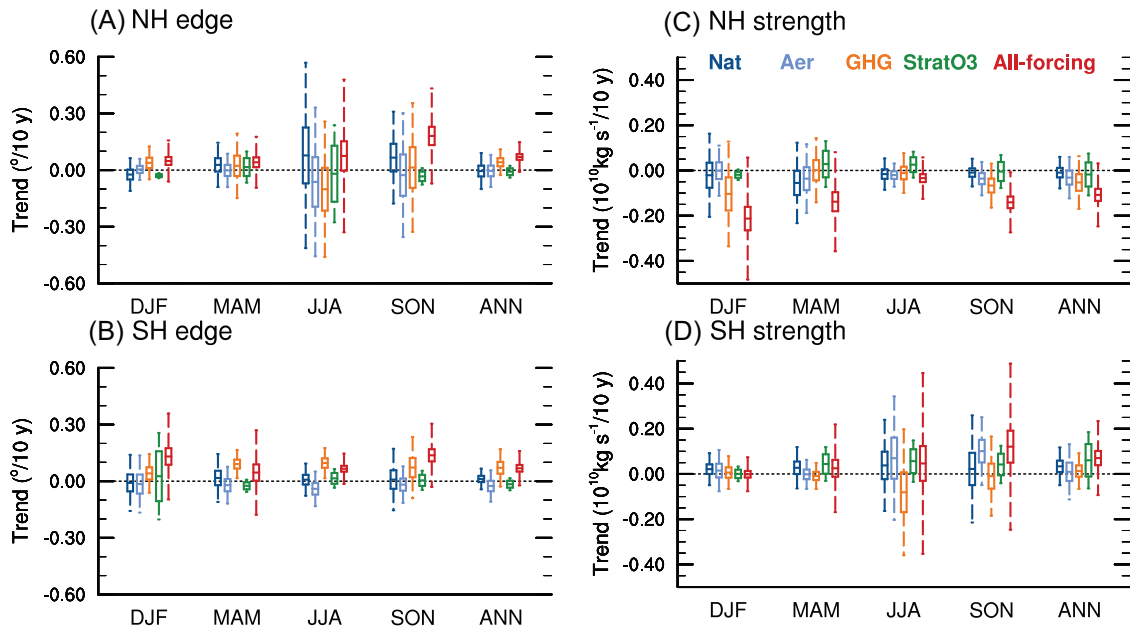 (A) NH edge
Trend (°/10 y)
0.60
0.30
0.00
-0.30
-0.60
DJF MAM JJA SON ANN
(B) SH edge
Trend (°/10 y)
0.60
0.30
0.00
-0.30
-0.60
DJF MAM JJA SON ANN
(C) NH strength
Nat Aer GHG StratO3 All-forcing
Trend (10¹⁰kg s⁻¹/10 y)
0.40
0.20
0.00
-0.20
-0.40
DJF MAM JJA SON ANN
(D) SH strength
Trend (10¹⁰kg s⁻¹/10 y)
0.40
0.20
0.00
-0.20
-0.40
DJF MAM JJA SON ANN